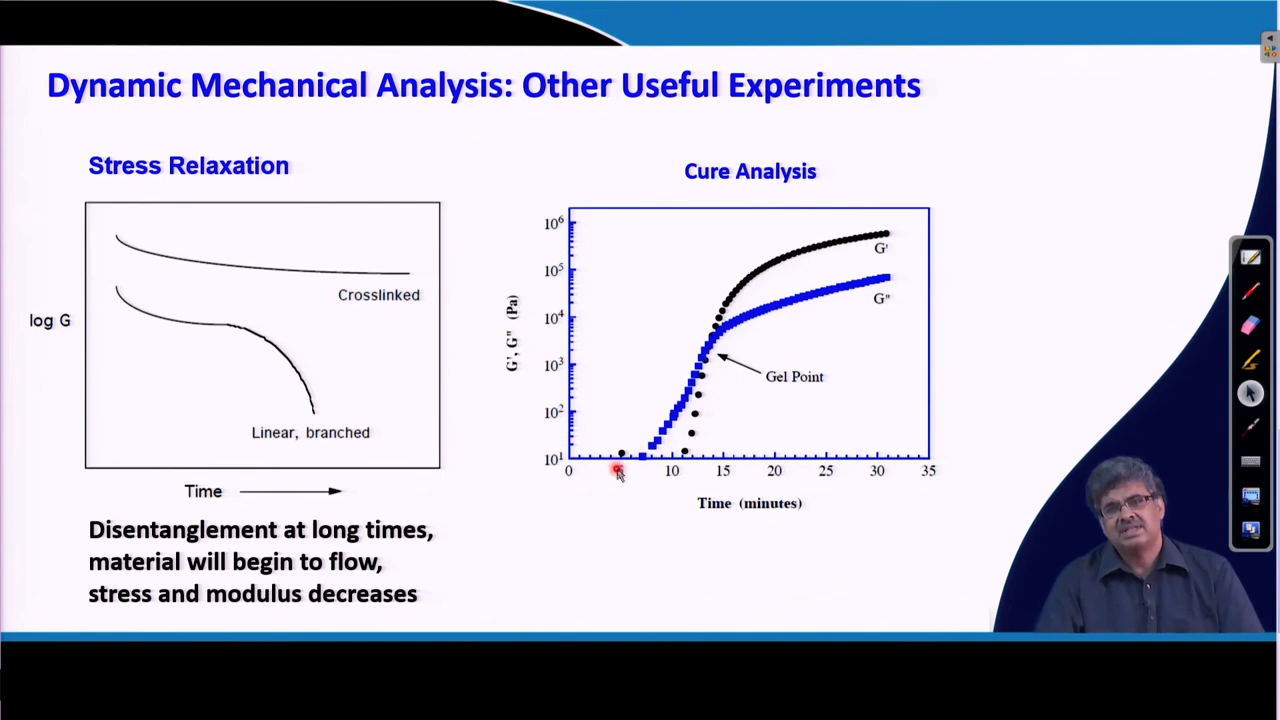 Dynamic Mechanical Analysis: Other Useful Experiments
Stress Relaxation
log G
Crosslinked
Linear, branched
Time
Disentanglement at long times,
material will begin to flow,
stress and modulus decreases
Cure Analysis
G', G" (Pa)
10⁶
10⁵
10⁴
10³
10²
10¹
G'
G"
Gel Point
0 10 15 20 25 30 35
Time (minutes)